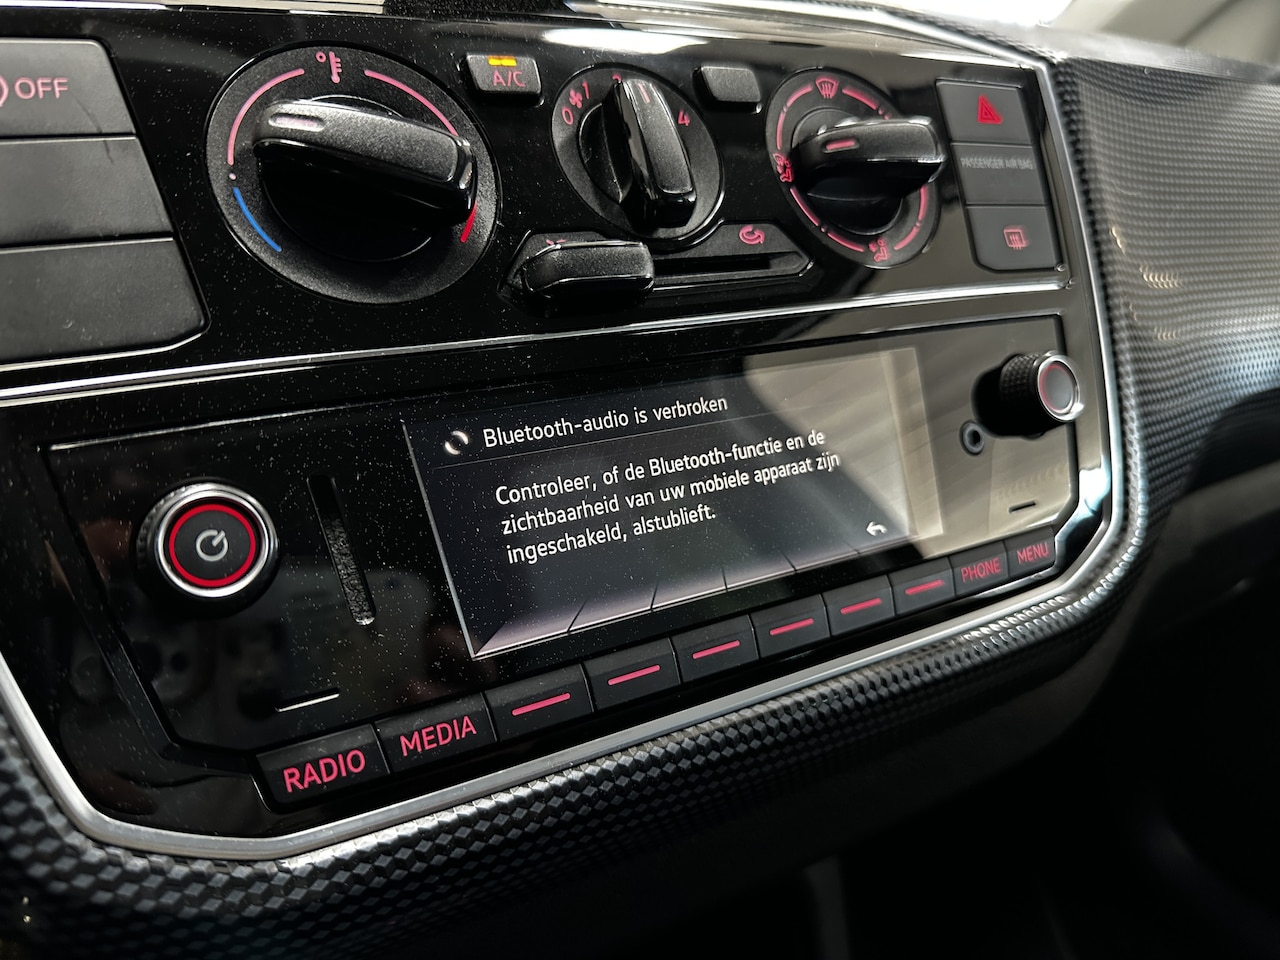 OFF
A/C
0 1 2 4
PASSENGER AIR BAG
Bluetooth-audio is verbroken
Controleer, of de Bluetooth-functie en de
zichtbaarheid van uw mobiele apparaat zijn
ingeschakeld, alstublieft.
RADIO
MEDIA
PHONE
MENU